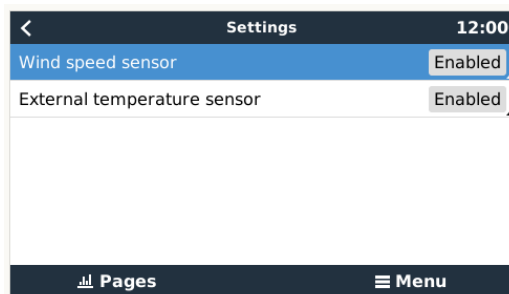 Settings 12:00
Wind speed sensor Enabled
External temperature sensor Enabled
Pages Menu